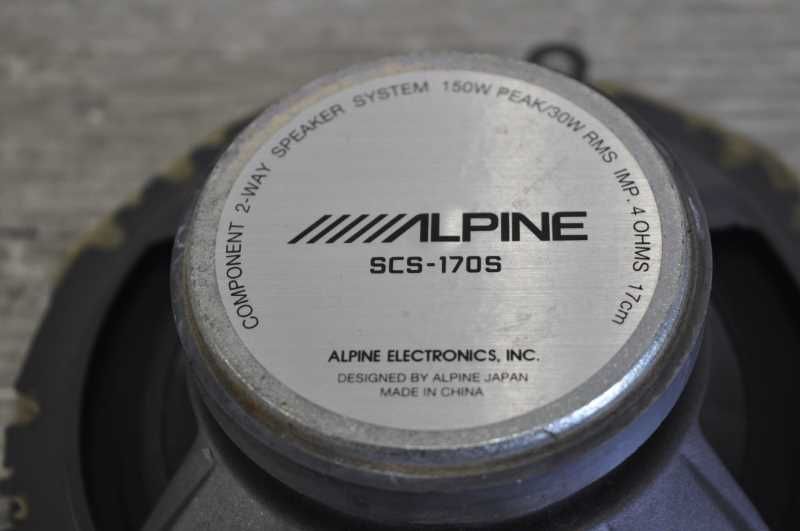 COMPONENT 2-WAY SPEAKER SYSTEM 150W PEAK/30W RMS IMP. 4 OHMS 17cm
ALPINE
SCS-170S
ALPINE ELECTRONICS, INC.
DESIGNED BY ALPINE JAPAN
MADE IN CHINA